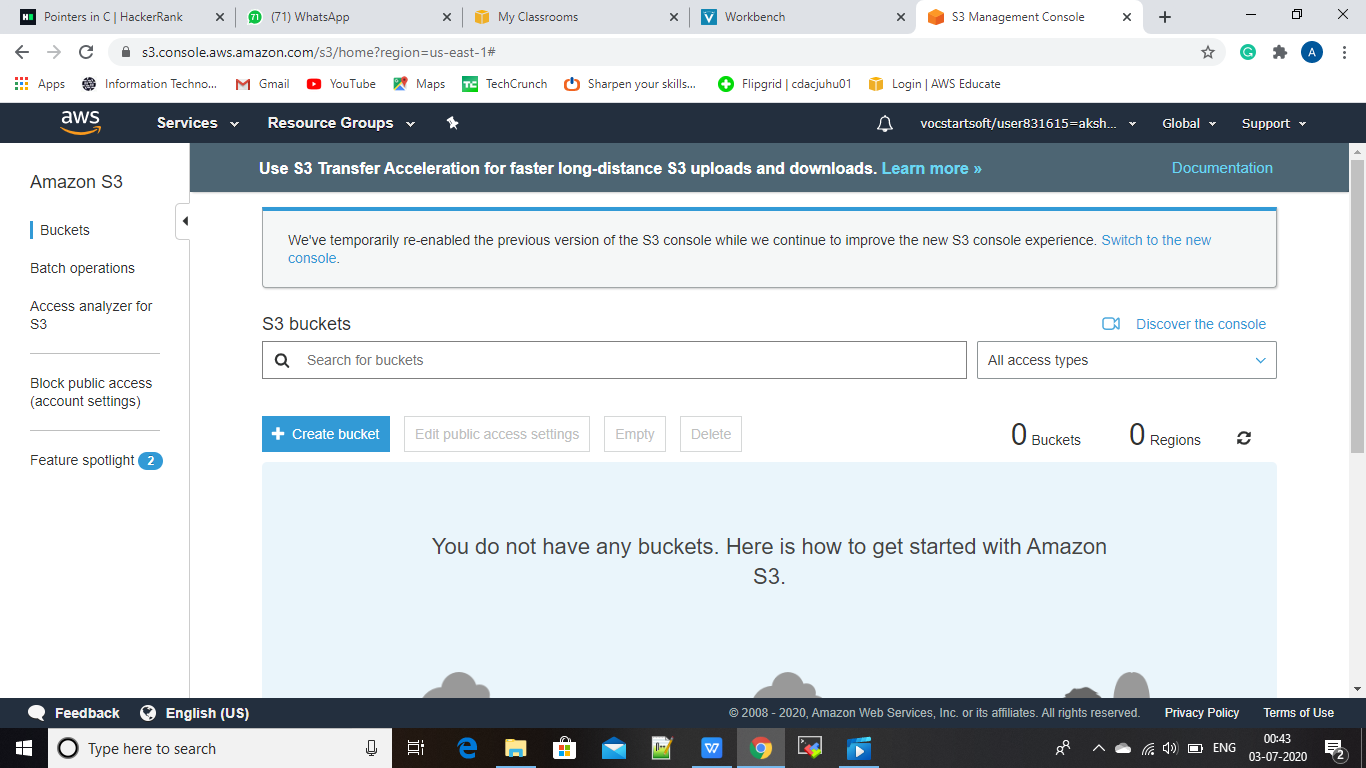 Pointers in C | HackerRank
(71) WhatsApp
My Classrooms
Workbench
S3 Management Console
s3.console.aws.amazon.com/s3/home?region=us-east-1#
A
Apps
Information Techno...
Gmail
YouTube
Maps
TechCrunch
Sharpen your skills...
Flipgrid | cdacjuhu01
Login | AWS Educate
aws
Services
Resource Groups
vocstartsoft/user831615=aksh...
Global
Support
Amazon S3
Buckets
Batch operations
Access analyzer for
S3
Block public access
(account settings)
Feature spotlight 2
Use S3 Transfer Acceleration for faster long-distance S3 uploads and downloads. Learn more »
Documentation
We've temporarily re-enabled the previous version of the S3 console while we continue to improve the new S3 console experience. Switch to the new
console.
S3 buckets
Discover the console
Search for buckets
All access types
Create bucket
Edit public access settings
Empty
Delete
0 Buckets
0 Regions
You do not have any buckets. Here is how to get started with Amazon
S3.
Feedback
English (US)
© 2008 - 2020, Amazon Web Services, Inc. or its affiliates. All rights reserved.
Privacy Policy
Terms of Use
Type here to search
ENG
00:43
03-07-2020
2